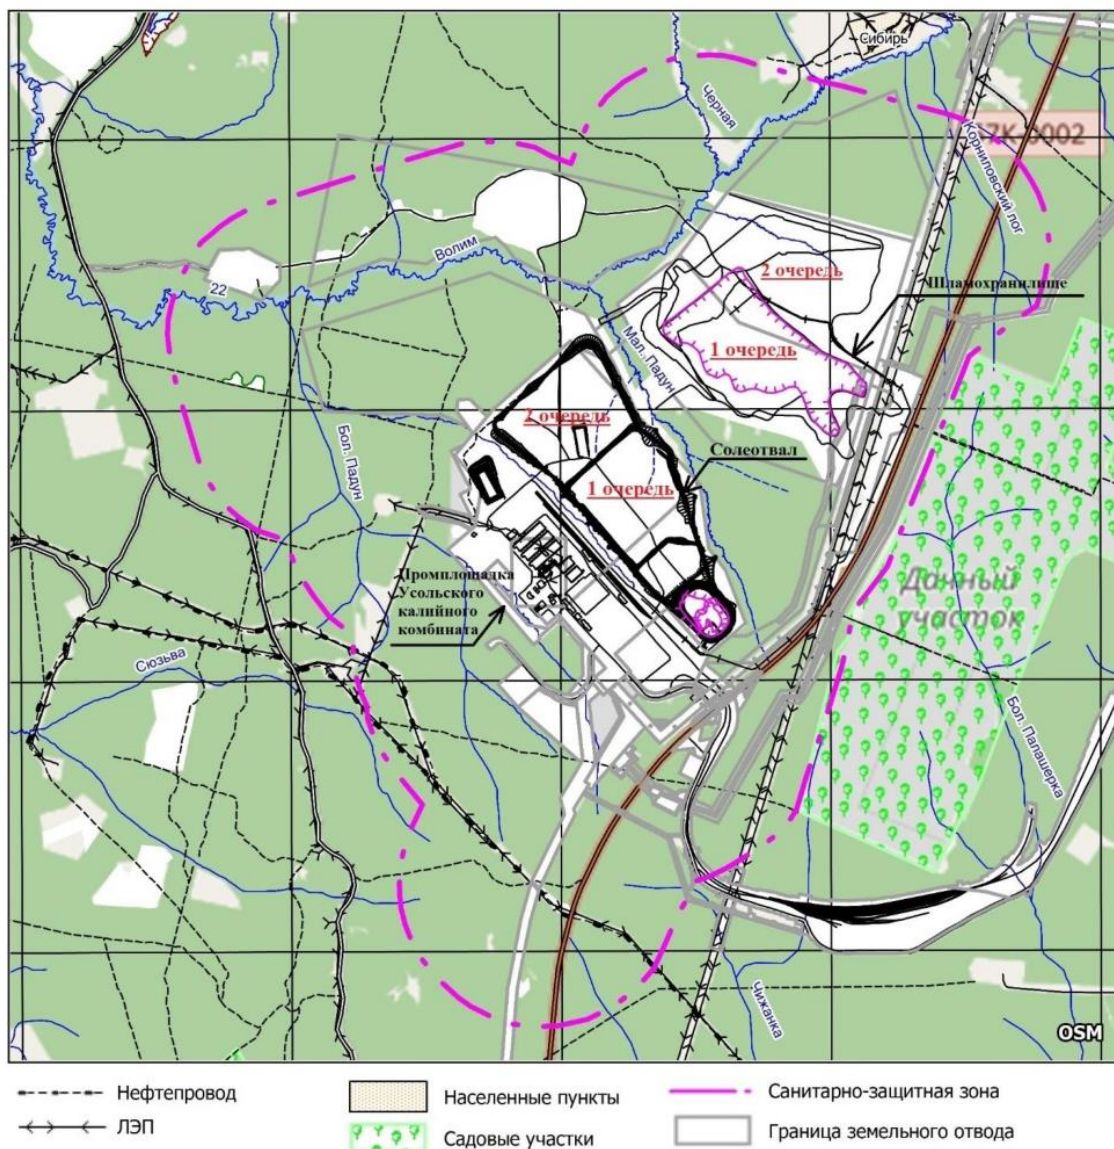 Сибирь
Черная
Корниловский лог
7К-0002
Волим
22
2 очередь
Шламохранилище
1 очередь
Мал. Падун
2 очередь
Солеотвал
1 очередь
Бол. Падун
Промплощадка
Усольского
калийного
комбината
Дачный
участок
Сюзьва
Бол. Палашерка
Чижанка
OSM
Нефтепровод
Населенные пункты
Санитарно-защитная зона
ЛЭП
Садовые участки
Граница земельного отвода